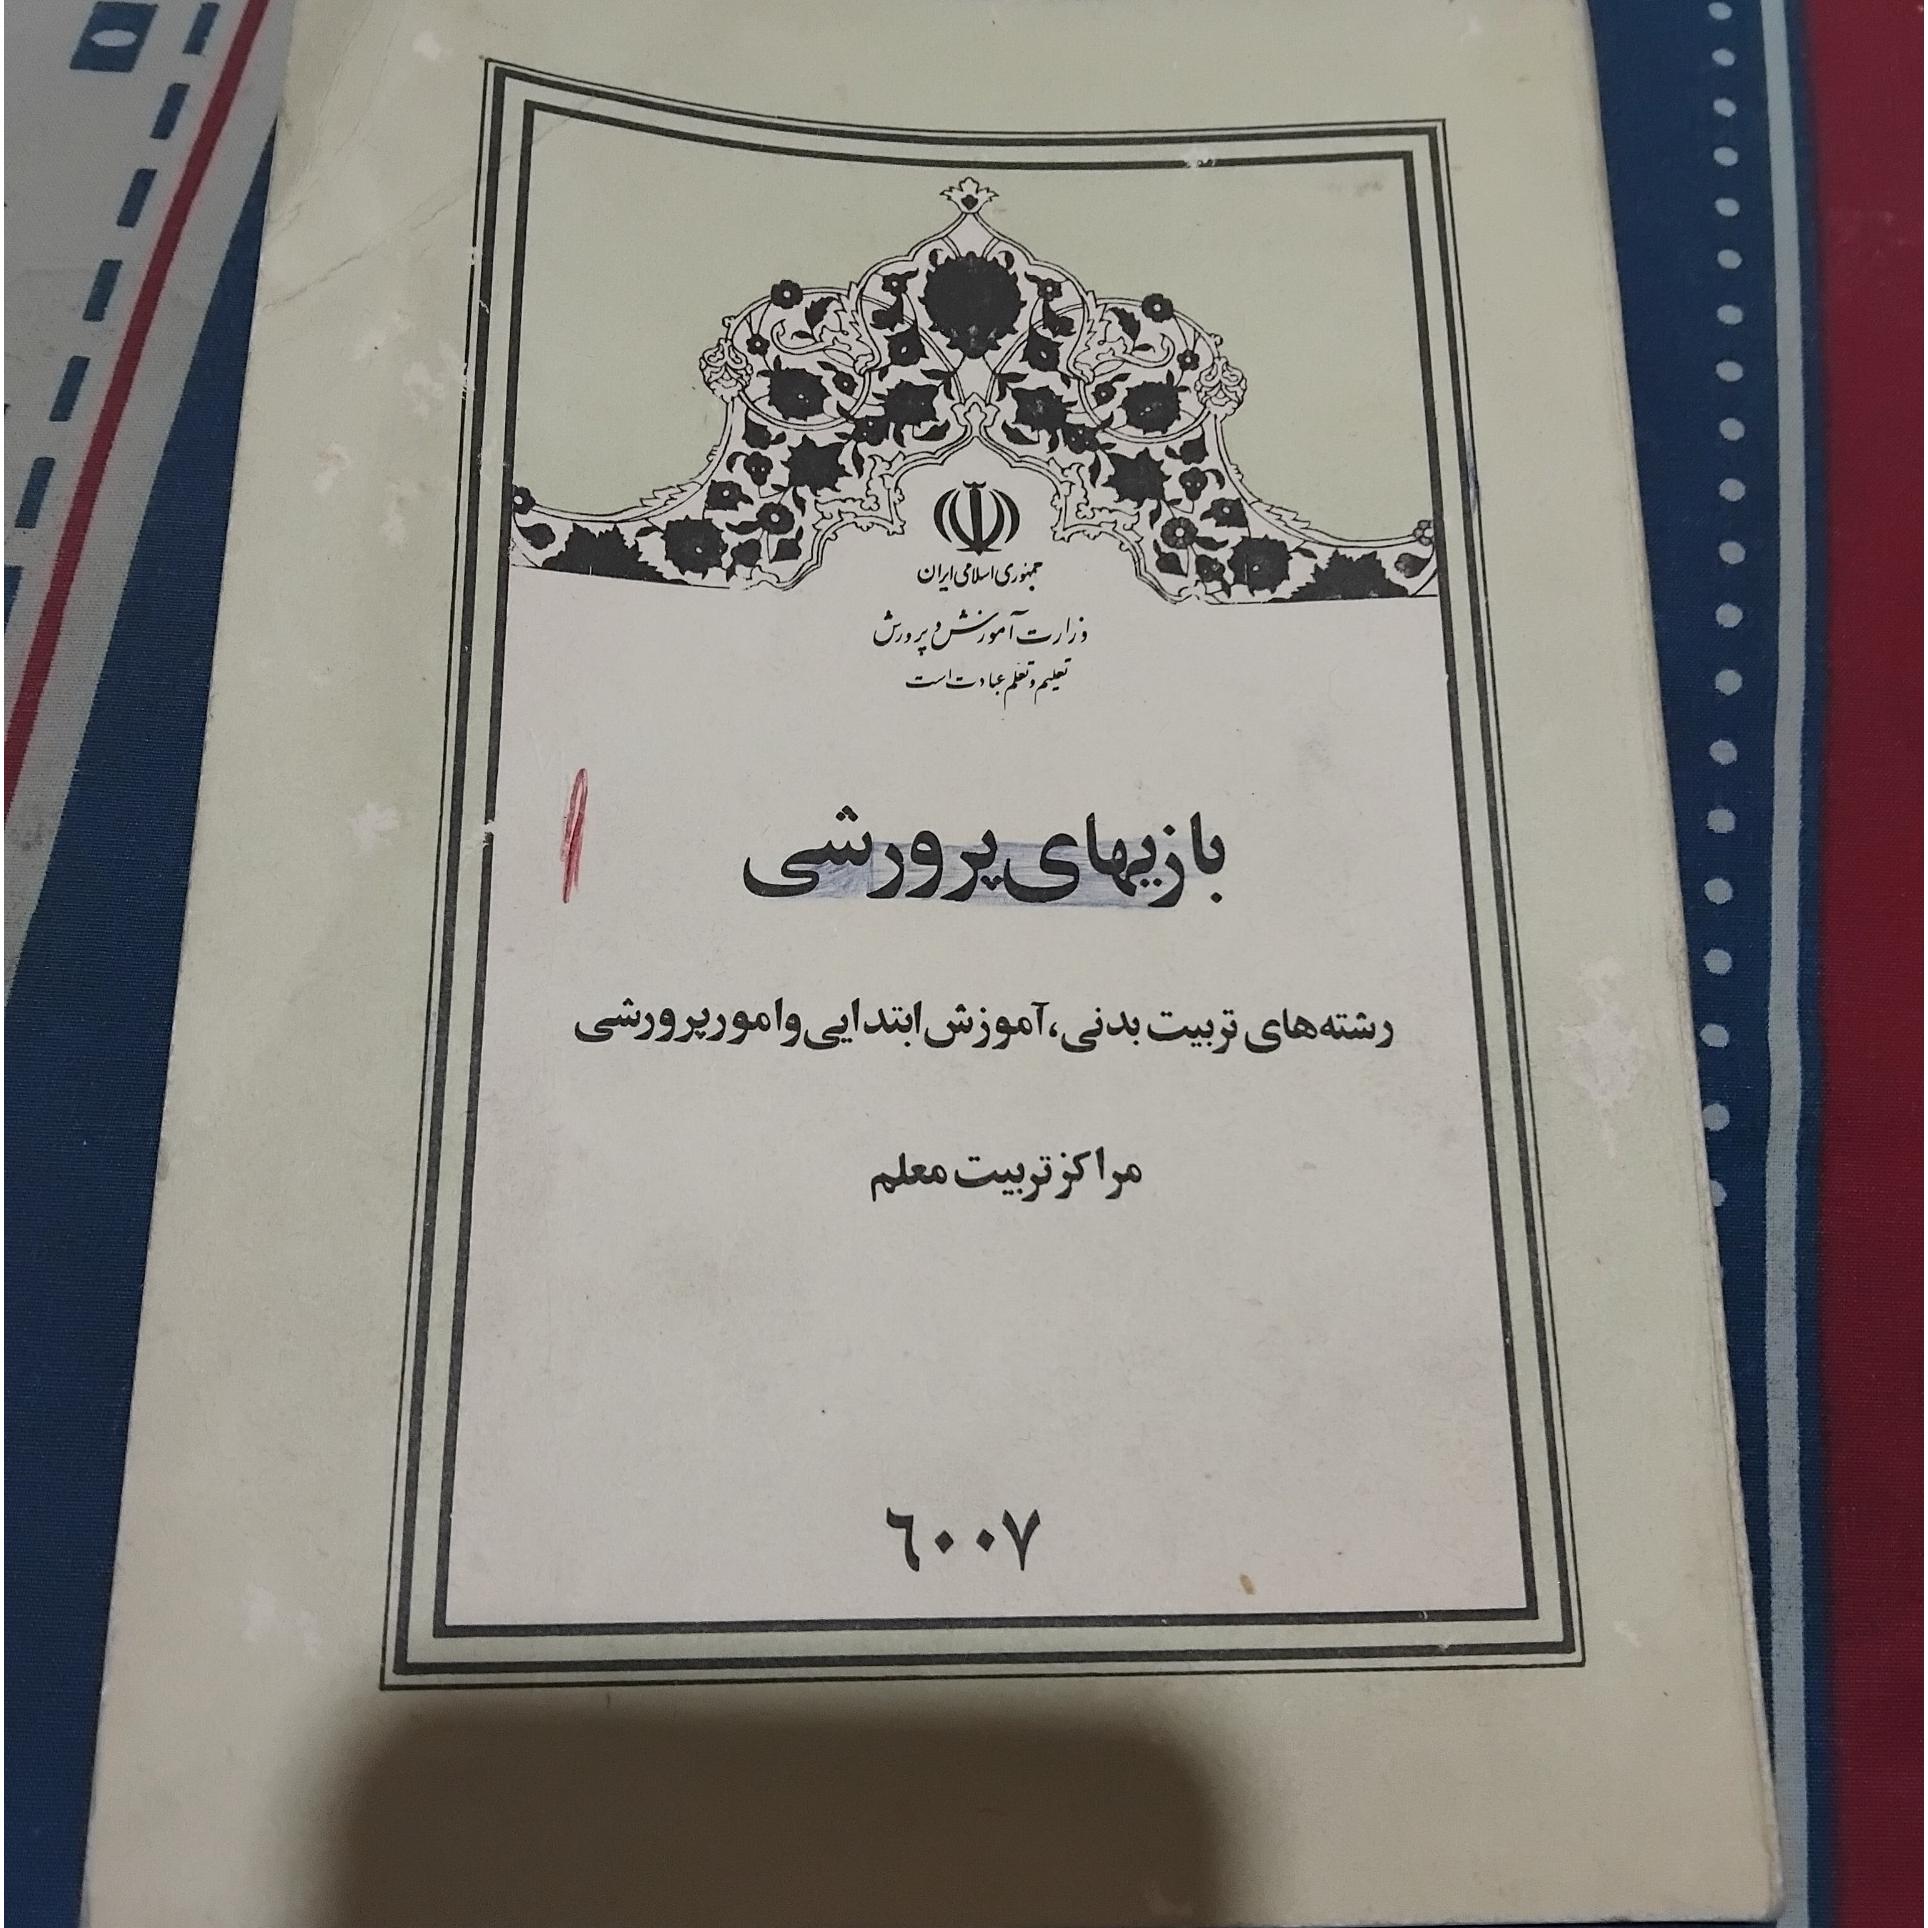 جمهوری اسلامی ایران
وزارت آموزش و پرورش
تعلیم و تعلم عبادت است
بازیهای پرورشی
رشته‌های تربیت بدنی، آموزش ابتدایی و امور پرورشی
مراکز تربیت معلم
٦٠٠٧